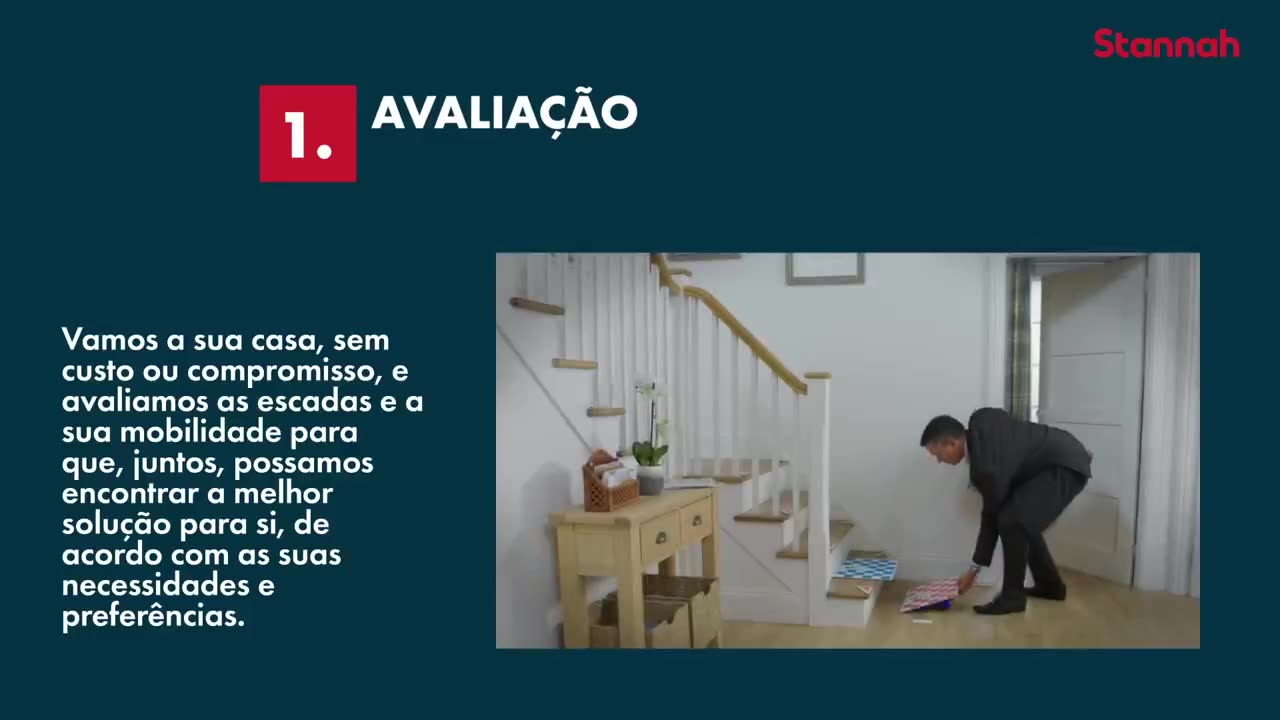 Stannah
1. AVALIAÇÃO
Vamos a sua casa, sem
custo ou compromisso, e
avaliamos as escadas e a
sua mobilidade para
que, juntos, possamos
encontrar a melhor
solução para si, de
acordo com as suas
necessidades e
preferências.